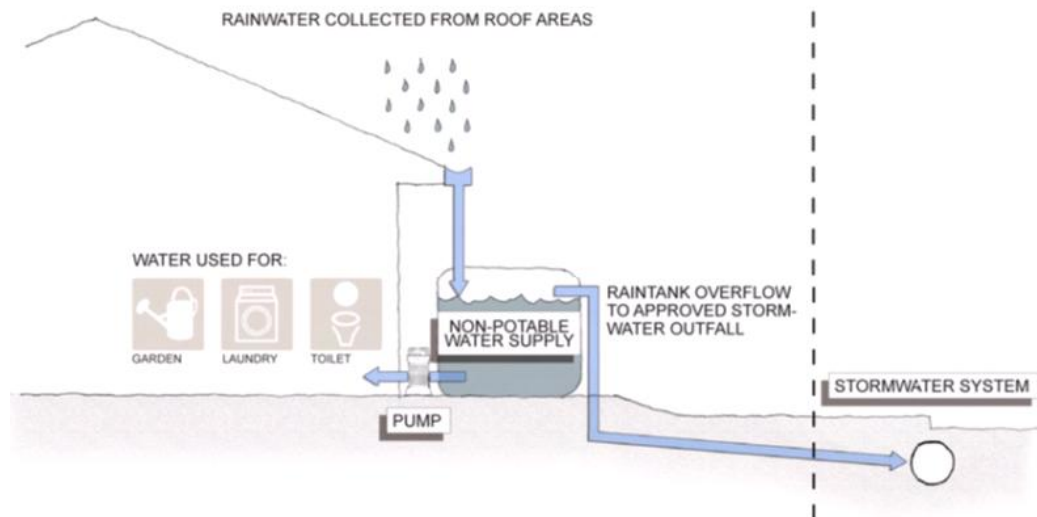 RAINWATER COLLECTED FROM ROOF AREAS
WATER USED FOR:
GARDEN
LAUNDRY
TOILET
NON-POTABLE
WATER SUPPLY
PUMP
RAINTANK OVERFLOW
TO APPROVED STORM-
WATER OUTFALL
STORMWATER SYSTEM